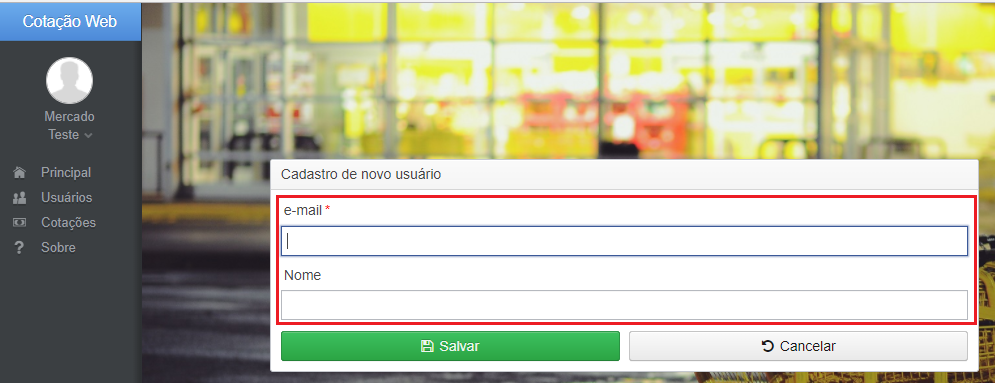 Cotação Web
Mercado
Teste
Principal
Usuários
Cotações
Sobre
Cadastro de novo usuário
e-mail *
Nome
Salvar
Cancelar